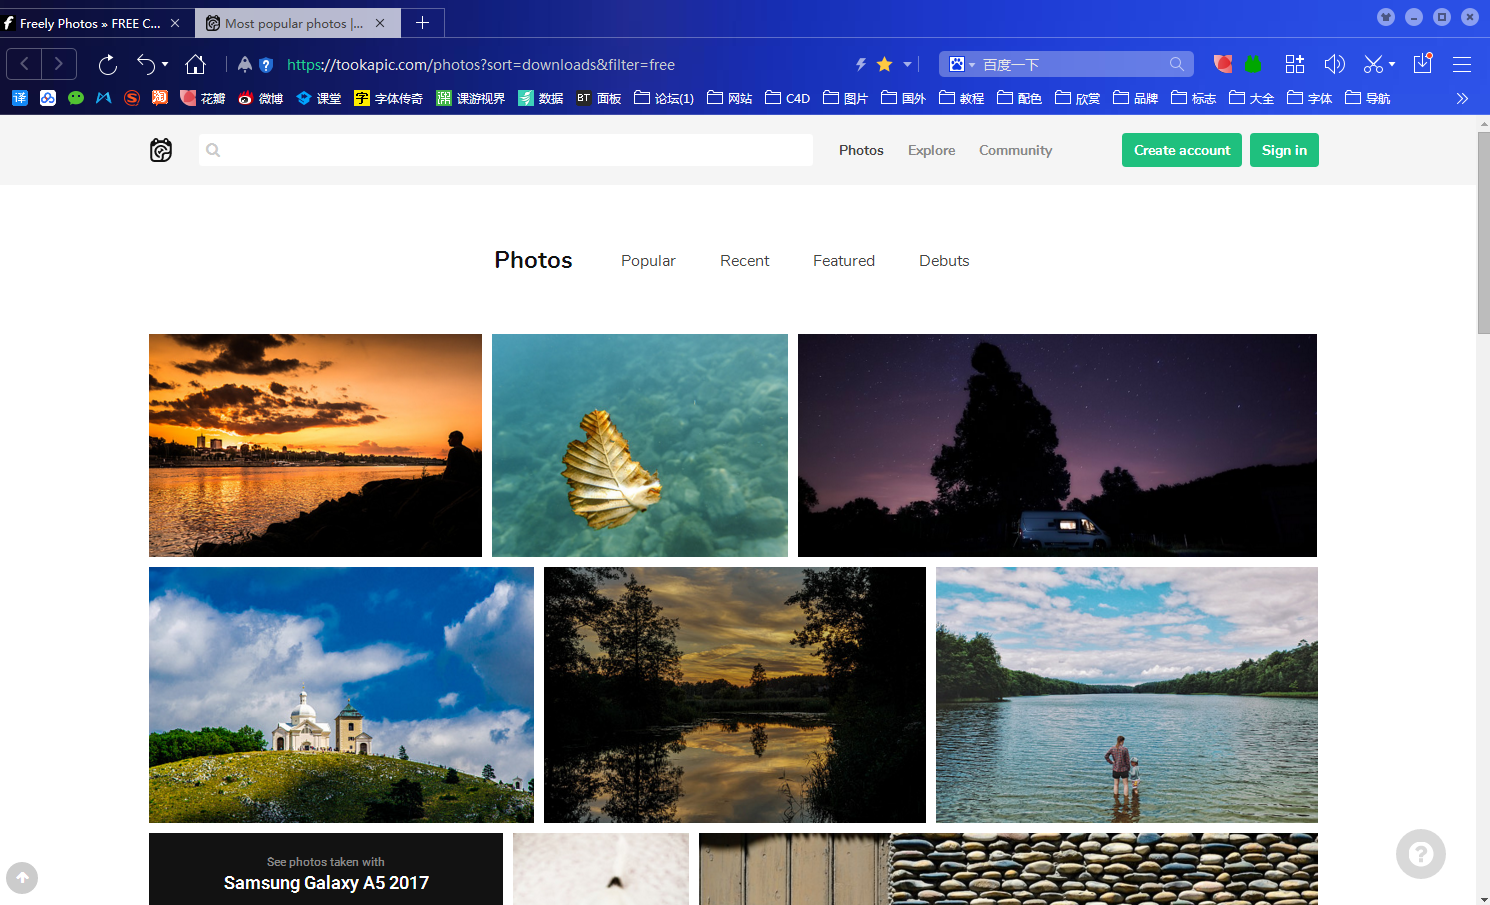 Freely Photos » FREE C...
Most popular photos |...
https://tookapic.com/photos?sort=downloads&filter=free
百度一下
译
淘 花瓣 微博 课堂 字 字体传奇 课游视界 数据 BT 面板 论坛(1) 网站 C4D 图片 国外 教程 配色 欣赏 品牌 标志 大全 字体 导航
Photos Explore Community Create account Sign in
Photos Popular Recent Featured Debuts
See photos taken with
Samsung Galaxy A5 2017